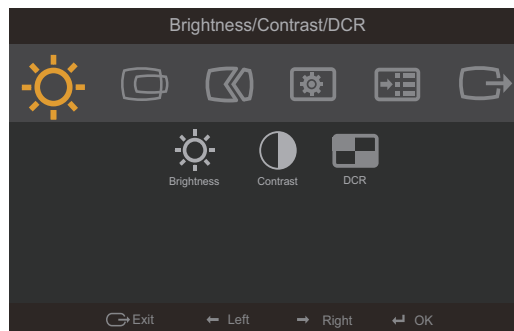 Brightness/Contrast/DCR
Brightness Contrast DCR
Exit Left Right OK